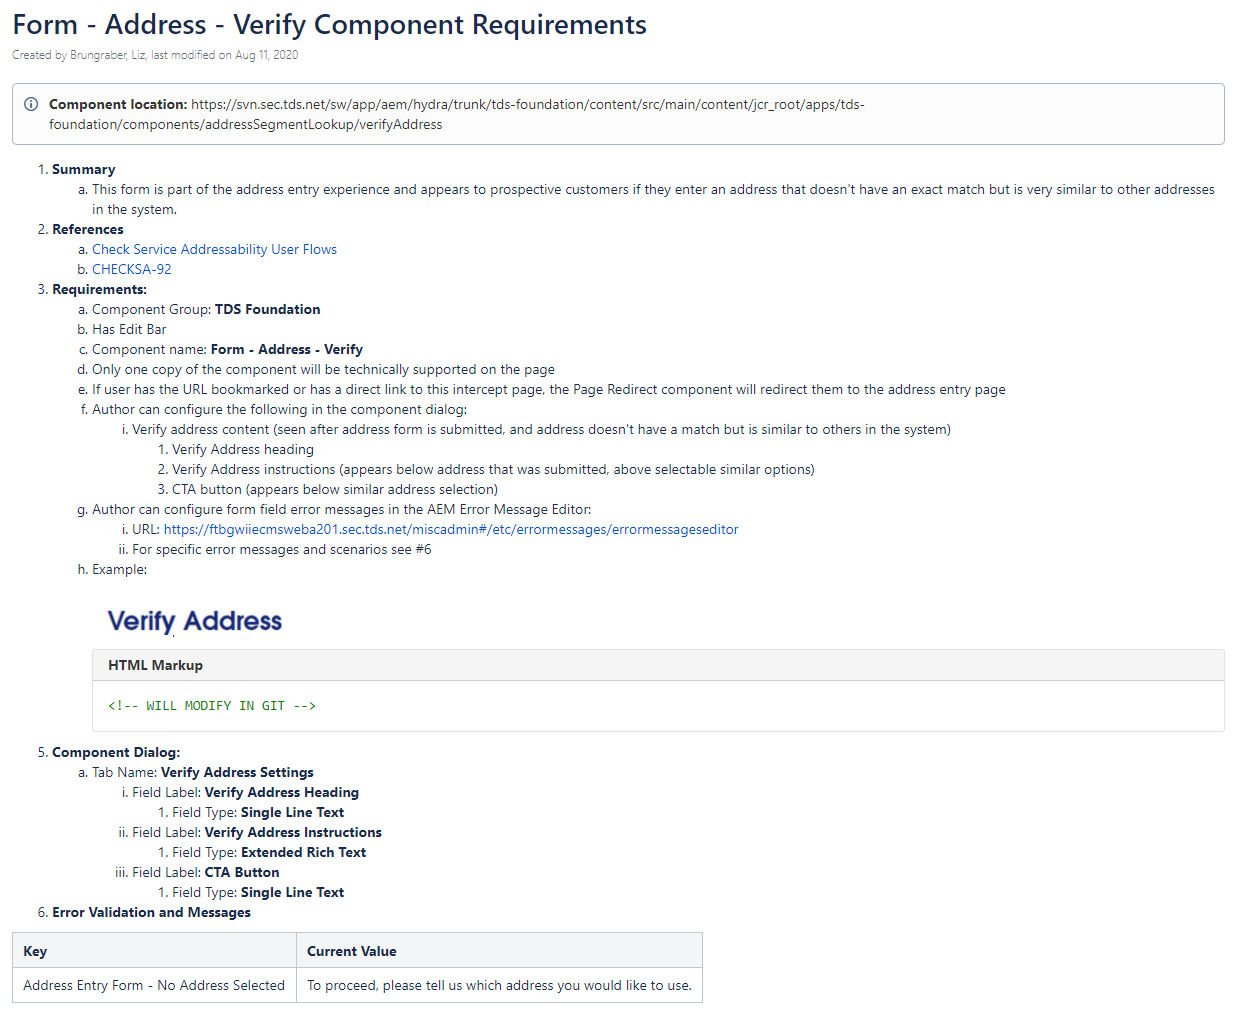 Form - Address - Verify Component Requirements
Created by Brungraber, Liz, last modified on Aug 11, 2020
Component location: https://svn.sec.tds.net/sw/app/aem/hydra/trunk/tds-foundation/content/src/main/content/jcr_root/apps/tds-
foundation/components/addressSegmentLookup/verifyAddress
1. Summary
a. This form is part of the address entry experience and appears to prospective customers if they enter an address that doesn't have an exact match but is very similar to other addresses
in the system.
2. References
a. Check Service Addressability User Flows
b. CHECKSA-92
3. Requirements:
a. Component Group: TDS Foundation
b. Has Edit Bar
c. Component name: Form - Address - Verify
d. Only one copy of the component will be technically supported on the page
e. If user has the URL bookmarked or has a direct link to this intercept page, the Page Redirect component will redirect them to the address entry page
f. Author can configure the following in the component dialog:
i. Verify address content (seen after address form is submitted, and address doesn't have a match but is similar to others in the system)
1. Verify Address heading
2. Verify Address instructions (appears below address that was submitted, above selectable similar options)
3. CTA button (appears below similar address selection)
g. Author can configure form field error messages in the AEM Error Message Editor:
i. URL: https://ftbgwiiecmsweba201.sec.tds.net/miscadmin#/etc/errormessages/errormessageseditor
ii. For specific error messages and scenarios see #6
h. Example:
Verify Address
HTML Markup
<!-- WILL MODIFY IN GIT -->
5. Component Dialog:
a. Tab Name: Verify Address Settings
i. Field Label: Verify Address Heading
1. Field Type: Single Line Text
ii. Field Label: Verify Address Instructions
1. Field Type: Extended Rich Text
iii. Field Label: CTA Button
1. Field Type: Single Line Text
6. Error Validation and Messages
Key Current Value
Address Entry Form - No Address Selected To proceed, please tell us which address you would like to use.